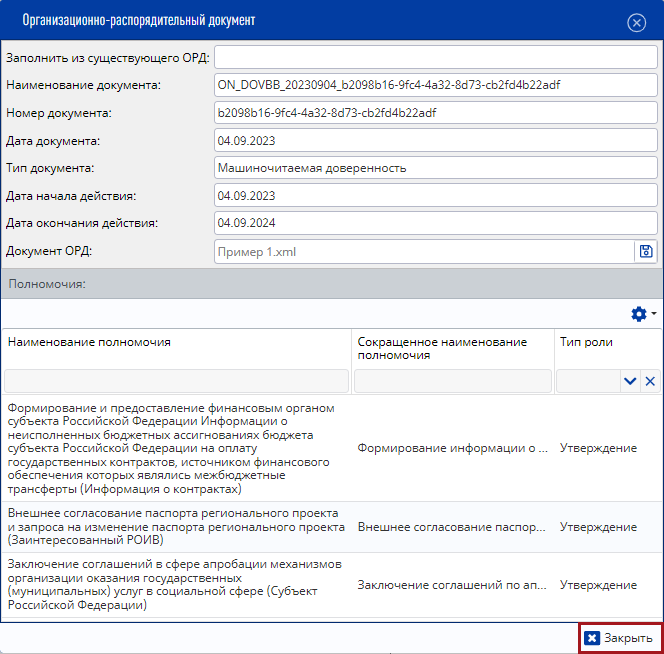 Организационно-распорядительный документ
Заполнить из существующего ОРД:
Наименование документа: ON_DOVBB_20230904_b2098b16-9fc4-4a32-8d73-cb2fd4b22adf
Номер документа: b2098b16-9fc4-4a32-8d73-cb2fd4b22adf
Дата документа: 04.09.2023
Тип документа: Машиночитаемая доверенность
Дата начала действия: 04.09.2023
Дата окончания действия: 04.09.2024
Документ ОРД: Пример 1.xml
Полномочия:
Наименование полномочия
Сокращенное наименование
полномочия
Тип роли
Формирование и предоставление финансовым органом
субъекта Российской Федерации Информации о
неисполненных бюджетных ассигнованиях бюджета
субъекта Российской Федерации на оплату
государственных контрактов, источником финансового
обеспечения которых являлись межбюджетные
трансферты (Информация о контрактах)
Формирование информации о ...
Утверждение
Внешнее согласование паспорта регионального проекта
и запроса на изменение паспорта регионального проекта
(Заинтересованный РОИВ)
Внешнее согласование паспор...
Утверждение
Заключение соглашений в сфере апробации механизмов
организации оказания государственных
(муниципальных) услуг в социальной сфере (Субъект
Российской Федерации)
Заключение соглашений по ап...
Утверждение
Закрыть